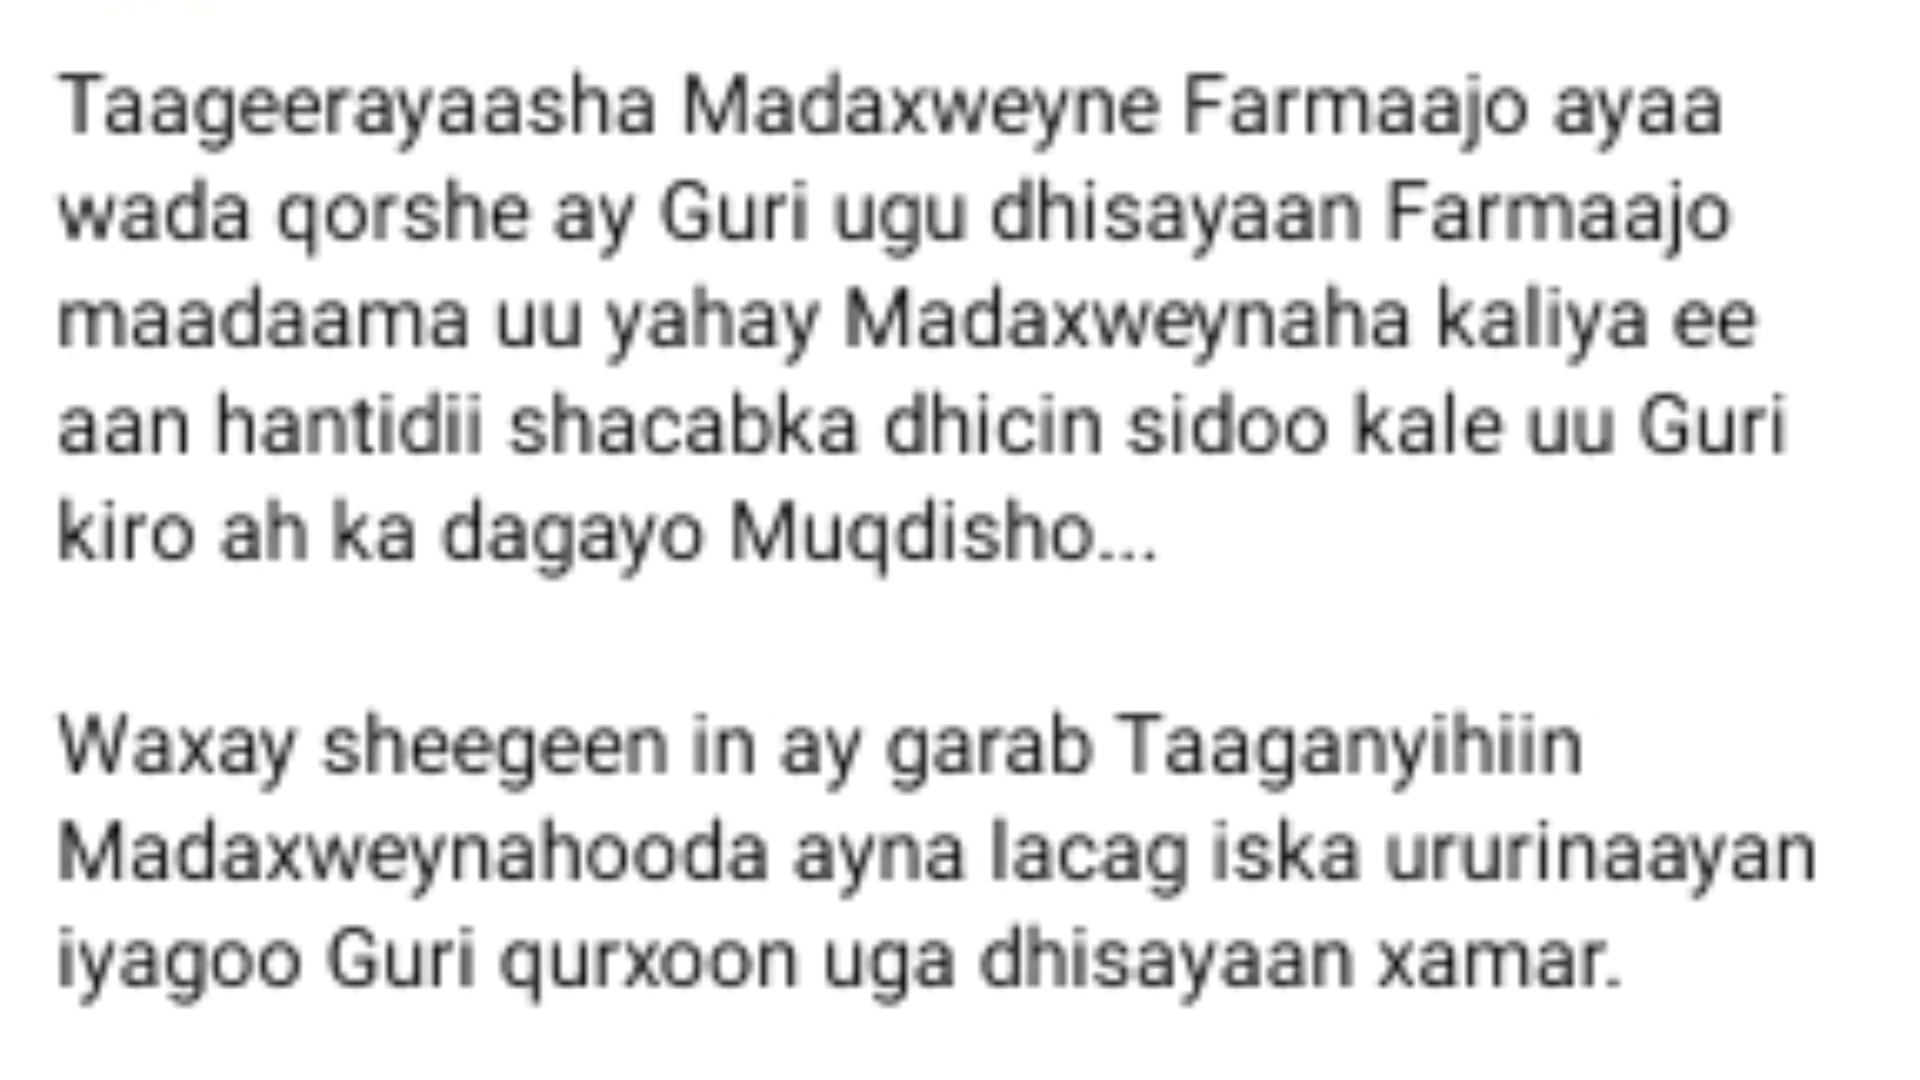 Taageerayaasha Madaxweyne Farmaajo ayaa
wada qorshe ay Guri ugu dhisayaan Farmaajo
maadaama uu yahay Madaxweynaha kaliya ee
aan hantidii shacabka dhicin sidoo kale uu Guri
kiro ah ka dagayo Muqdisho...
Waxay sheegeen in ay garab Taaganyihiin
Madaxweynahooda ayna lacag iska ururinaayan
iyagoo Guri qurxoon uga dhisayaan xamar.